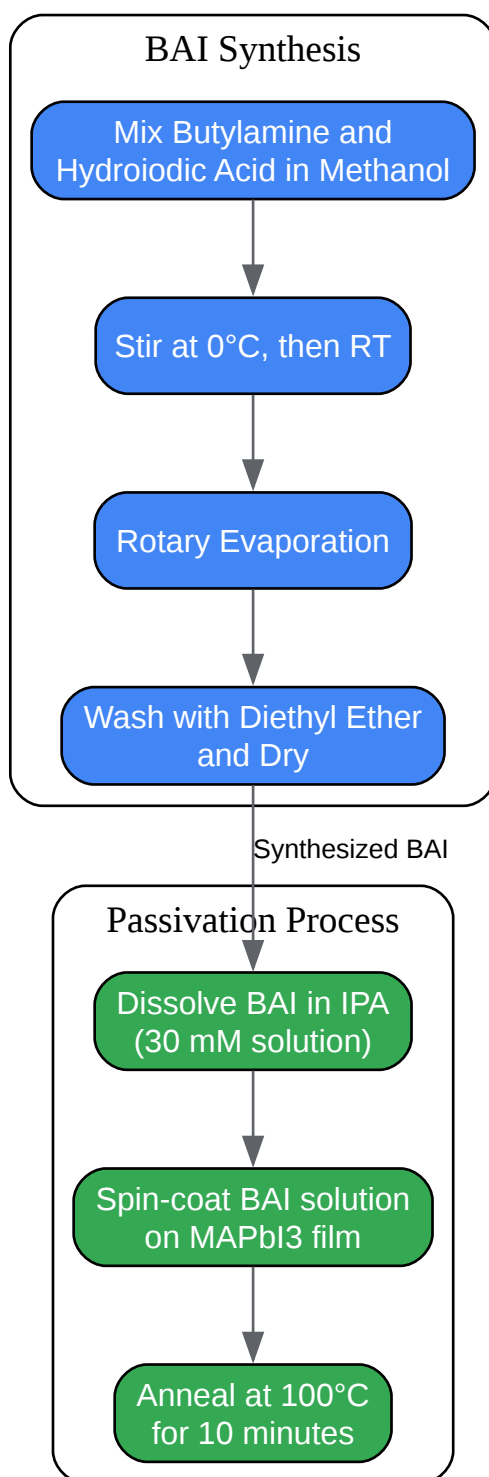 BAI Synthesis
Mix Butylamine and
Hydroiodic Acid in Methanol
Stir at 0°C, then RT
Rotary Evaporation
Wash with Diethyl Ether
and Dry
Synthesized BAI
Passivation Process
Dissolve BAI in IPA
(30 mM solution)
Spin-coat BAI solution
on MAPbI3 film
Anneal at 100°C
for 10 minutes